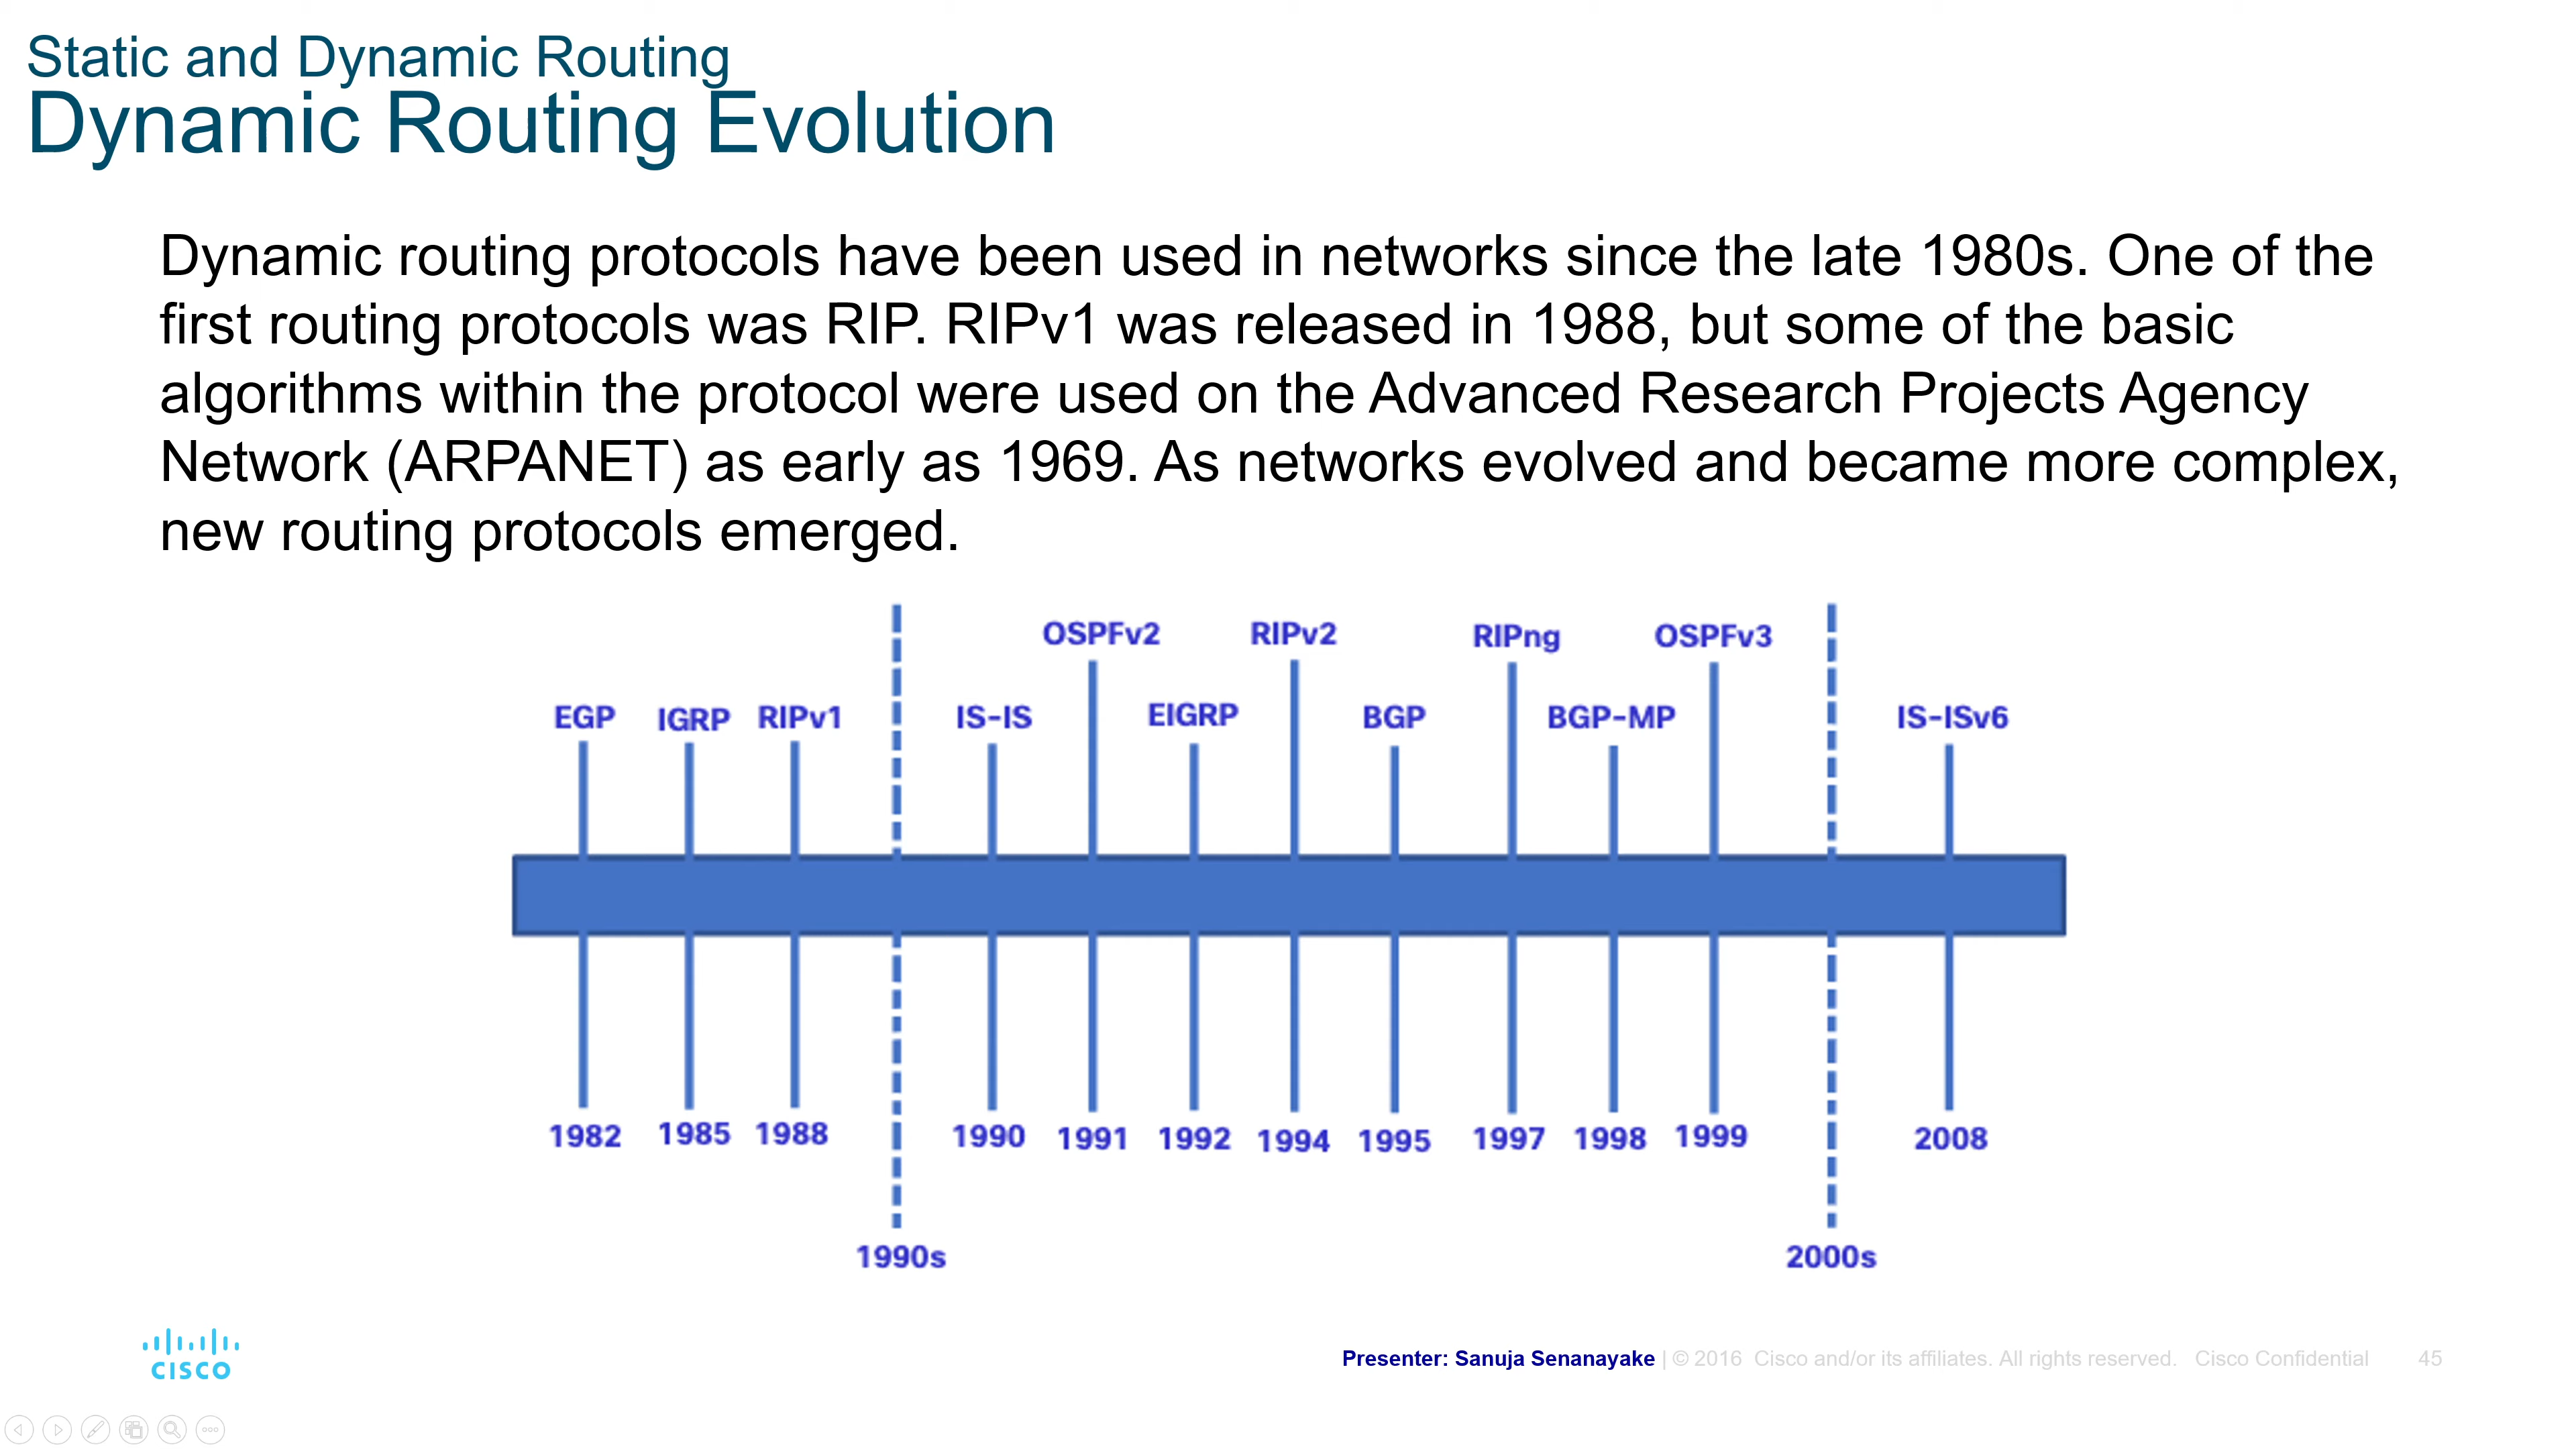 Static and Dynamic Routing
Dynamic Routing Evolution
Dynamic routing protocols have been used in networks since the late 1980s. One of the
first routing protocols was RIP. RIPv1 was released in 1988, but some of the basic
algorithms within the protocol were used on the Advanced Research Projects Agency
Network (ARPANET) as early as 1969. As networks evolved and became more complex,
new routing protocols emerged.
OSPFv2 RIPv2 RIPng OSPFv3
EGP IGRP RIPv1 IS-IS EIGRP BGP BGP-MP IS-ISv6
1982 1985 1988 1990 1991 1992 1994 1995 1997 1998 1999 2008
1990s 2000s
CISCO
Presenter: Sanuja Senanayake | © 2016 Cisco and/or its affiliates. All rights reserved. Cisco Confidential 45